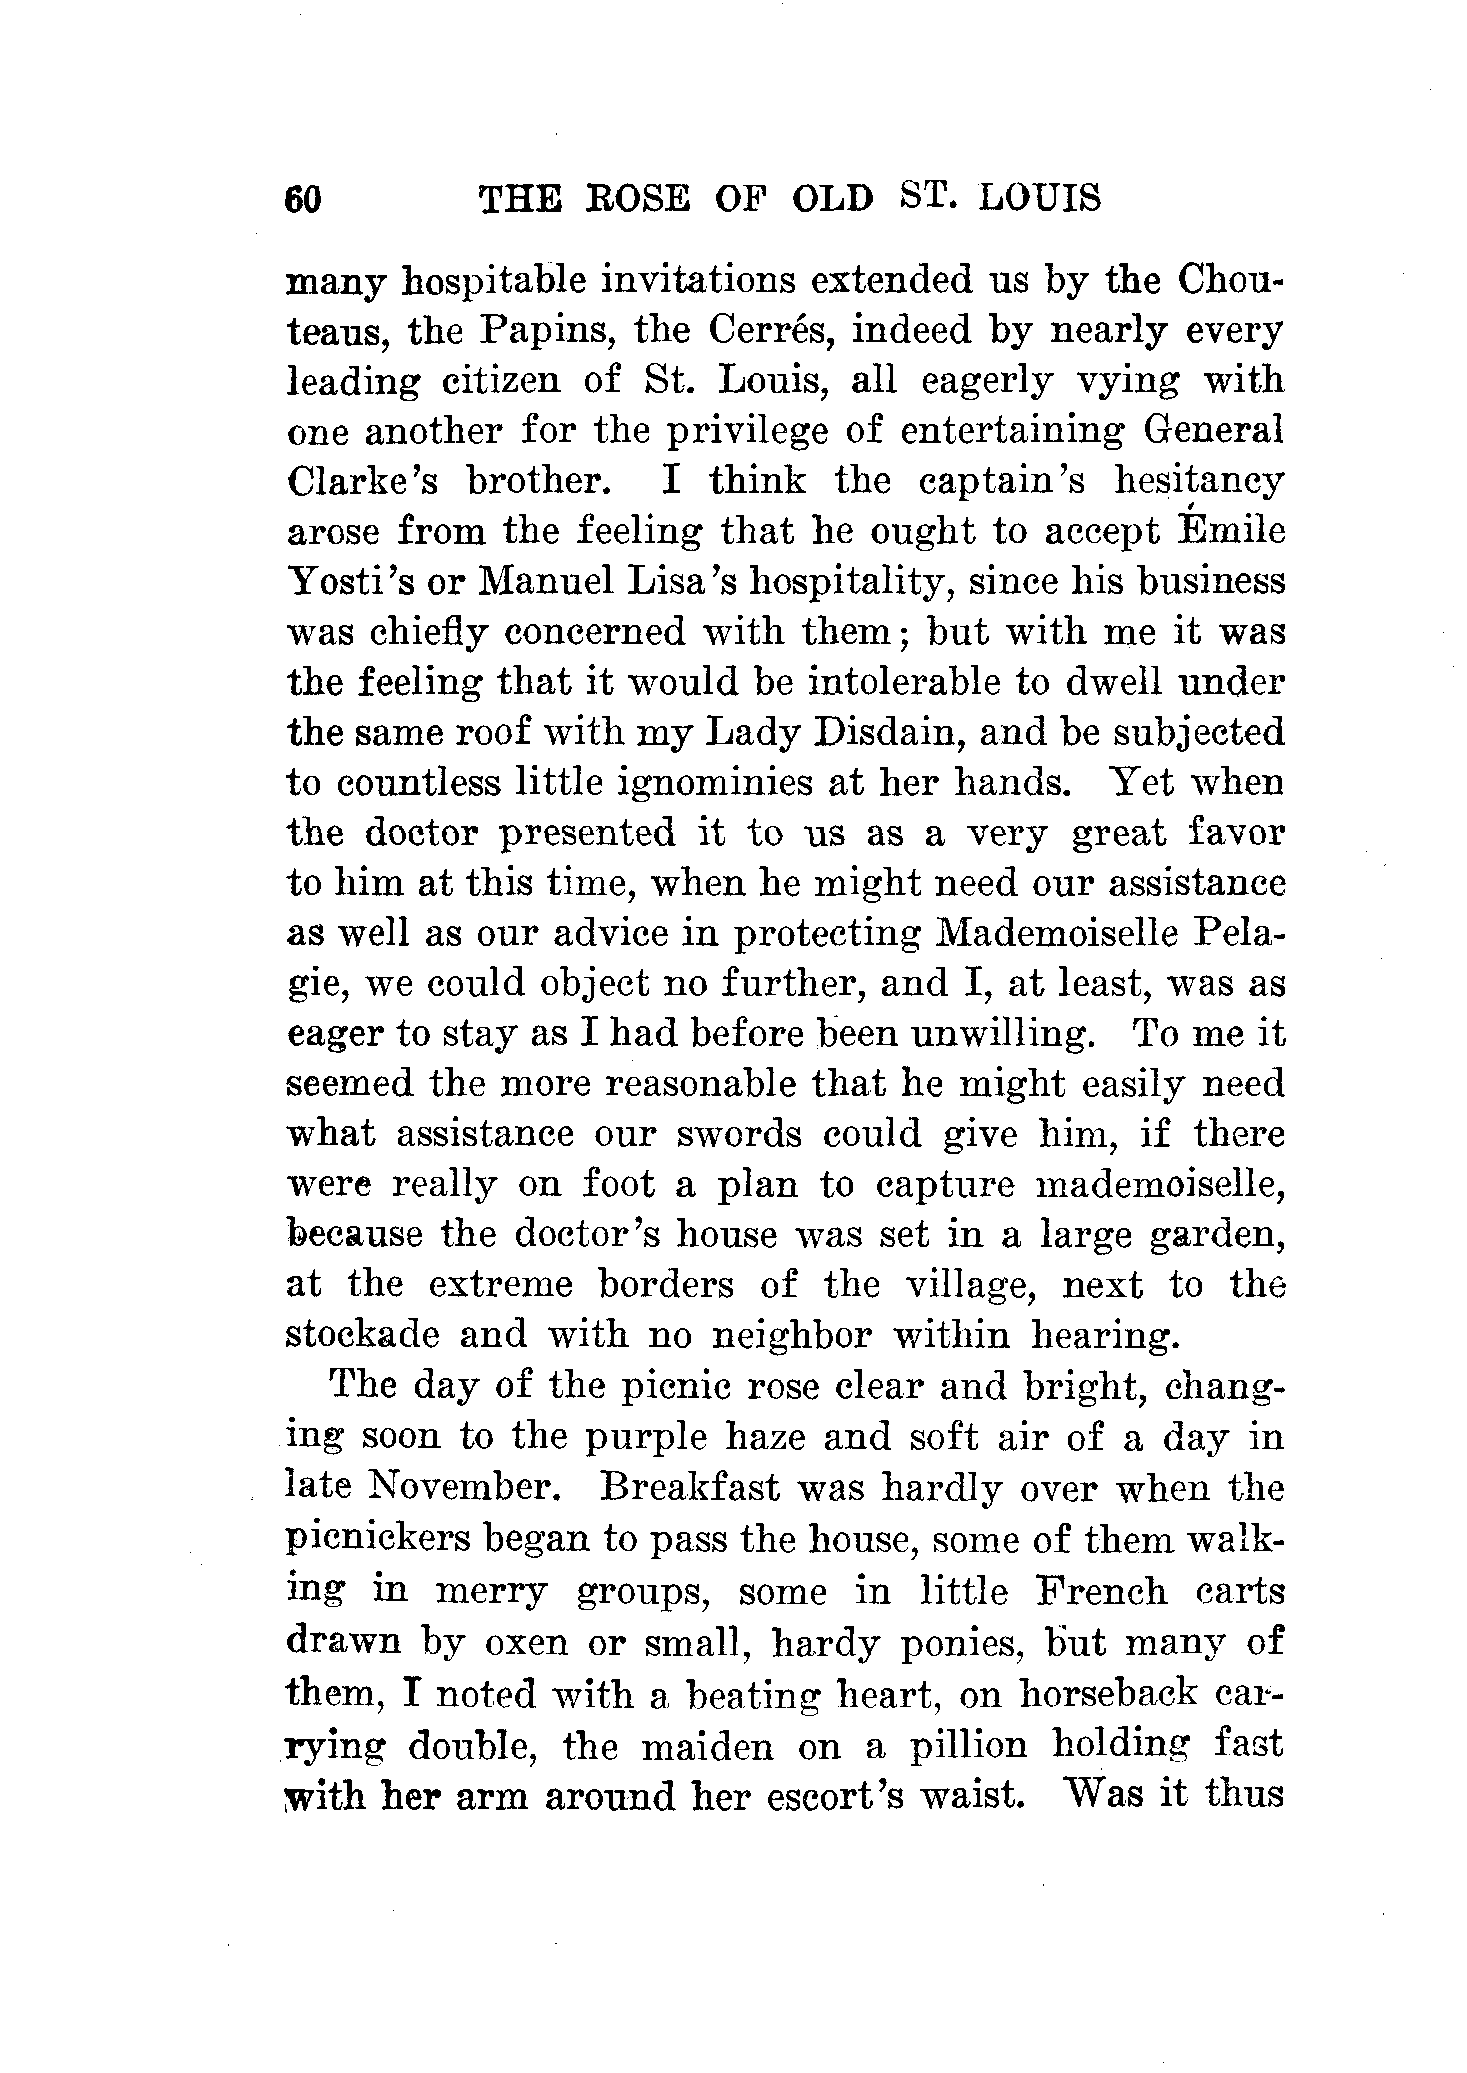 60 THE ROSE OF OLD ST. LOUIS
many hospitable invitations extended us by the Chou-
teaus, the Papins, the Cerrés, indeed by nearly every
leading citizen of St. Louis, all eagerly vying with
one another for the privilege of entertaining General
Clarke's brother. I think the captain's hesitancy
arose from the feeling that he ought to accept Émile
Yosti's or Manuel Lisa's hospitality, since his business
was chiefly concerned with them; but with me it was
the feeling that it would be intolerable to dwell under
the same roof with my Lady Disdain, and be subjected
to countless little ignominies at her hands. Yet when
the doctor presented it to us as a very great favor
to him at this time, when he might need our assistance
as well as our advice in protecting Mademoiselle Pela-
gie, we could object no further, and I, at least, was as
eager to stay as I had before been unwilling. To me it
seemed the more reasonable that he might easily need
what assistance our swords could give him, if there
were really on foot a plan to capture mademoiselle,
because the doctor's house was set in a large garden,
at the extreme borders of the village, next to the
stockade and with no neighbor within hearing.
The day of the picnic rose clear and bright, chang-
ing soon to the purple haze and soft air of a day in
late November. Breakfast was hardly over when the
picnickers began to pass the house, some of them walk-
ing in merry groups, some in little French carts
drawn by oxen or small, hardy ponies, but many of
them, I noted with a beating heart, on horseback car-
rying double, the maiden on a pillion holding fast
with her arm around her escort's waist. Was it thus